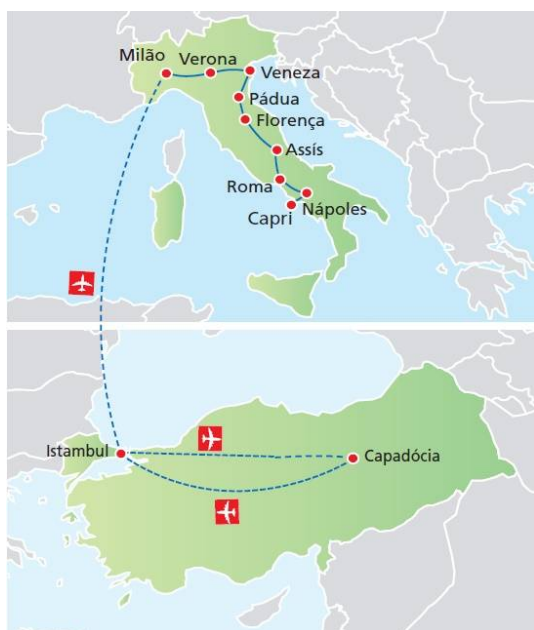 Milão
Verona
Veneza
Pádua
Florença
Assís
Roma
Nápoles
Capri
Istambul
Capadócia